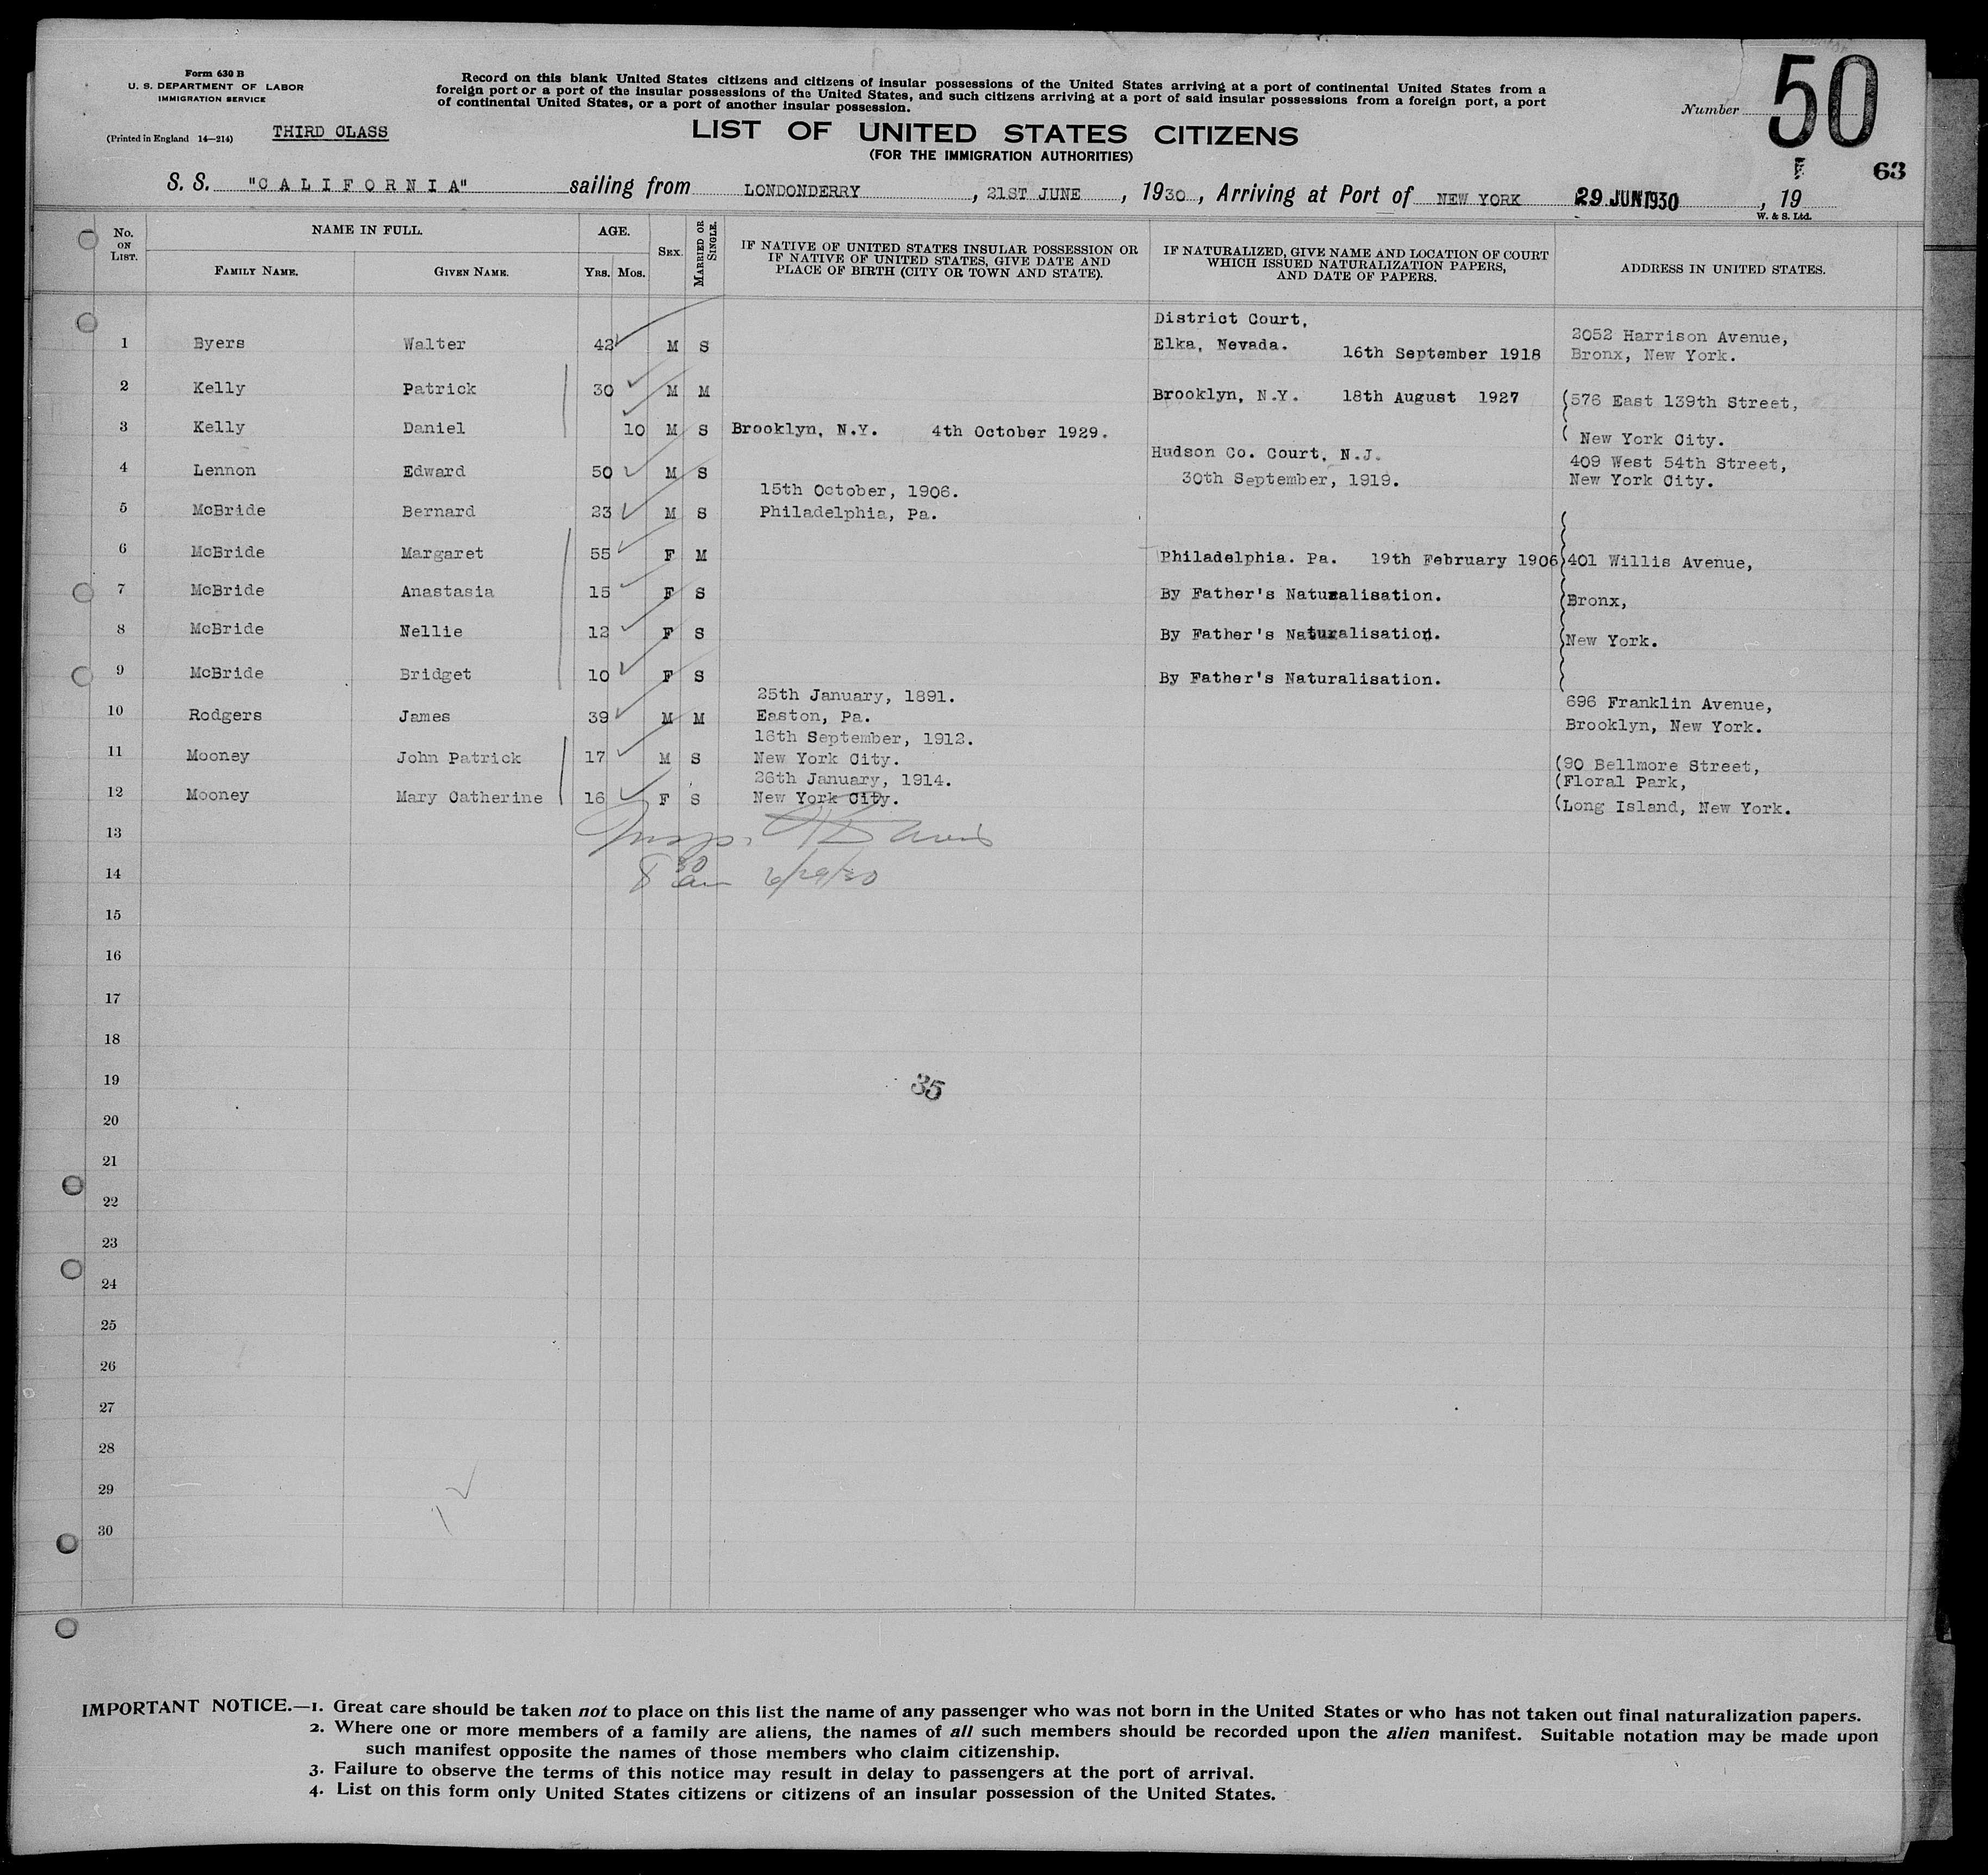 Form 630 B
U. S. DEPARTMENT OF LABOR
IMMIGRATION SERVICE
(Printed in England 14—214)
THIRD CLASS
Record on this blank United States citizens and citizens of insular possessions of the United States arriving at a port of continental United States from a
foreign port or a port of the insular possessions of the United States, and such citizens arriving at a port of said insular possessions from a foreign port, a port
of continental United States, or a port of another insular possession.
Number 50
63
LIST OF UNITED STATES CITIZENS
(FOR THE IMMIGRATION AUTHORITIES)
S. S. "CALIFORNIA" sailing from LONDONDERRY, 21ST JUNE, 1930, Arriving at Port of NEW YORK 29 JUN 1930, 19
W. & S. Ltd.
No. ON LIST.
NAME IN FULL.
FAMILY NAME.
GIVEN NAME.
AGE.
YRS. MOS.
SEX.
MARRIED OR SINGLE.
IF NATIVE OF UNITED STATES INSULAR POSSESSION OR
IF NATIVE OF UNITED STATES, GIVE DATE AND
PLACE OF BIRTH (CITY OR TOWN AND STATE).
IF NATURALIZED, GIVE NAME AND LOCATION OF COURT
WHICH ISSUED NATURALIZATION PAPERS,
AND DATE OF PAPERS.
ADDRESS IN UNITED STATES.
District Court,
1 Byers Walter 42 M S Elka, Nevada. 16th September 1918 2052 Harrison Avenue,
Bronx, New York.
2 Kelly Patrick 30 M M Brooklyn, N.Y. 18th August 1927 (576 East 139th Street,
3 Kelly Daniel 10 M S Brooklyn, N.Y. 4th October 1929. ( New York City.
4 Lennon Edward 50 M S Hudson Co. Court, N.J. 409 West 54th Street,
30th September, 1919. New York City.
15th October, 1906.
5 McBride Bernard 23 M S Philadelphia, Pa.
6 McBride Margaret 55 F M Philadelphia. Pa. 19th February 1906 )401 Willis Avenue,
7 McBride Anastasia 15 F S By Father's Naturalisation. (Bronx,
8 McBride Nellie 12 F S By Father's Naturalisation. (New York.
9 McBride Bridget 10 F S By Father's Naturalisation.
25th January, 1891. 696 Franklin Avenue,
10 Rodgers James 39 M M Easton, Pa. Brooklyn, New York.
16th September, 1912.
11 Mooney John Patrick 17 M S New York City. (90 Bellmore Street,
26th January, 1914. (Floral Park,
12 Mooney Mary Catherine 16 F S New York City. (Long Island, New York.
13
14 8 30 am 6/29/30
15
16
17
18
19
35
20
21
22
23
24
25
26
27
28
29
30
IMPORTANT NOTICE.—1. Great care should be taken not to place on this list the name of any passenger who was not born in the United States or who has not taken out final naturalization papers.
2. Where one or more members of a family are aliens, the names of all such members should be recorded upon the alien manifest. Suitable notation may be made upon
such manifest opposite the names of those members who claim citizenship.
3. Failure to observe the terms of this notice may result in delay to passengers at the port of arrival.
4. List on this form only United States citizens or citizens of an insular possession of the United States.